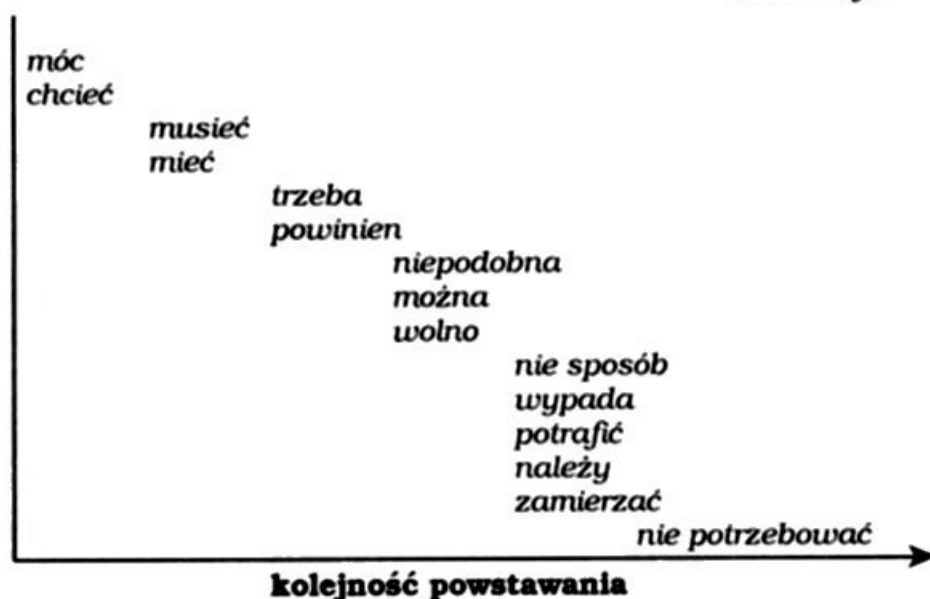 móc
chcieć
musieć
mieć
trzeba
powinien
niepodobna
można
wolno
nie sposób
wypada
potrafić
należy
zamierzać
nie potrzebować
kolejność powstawania